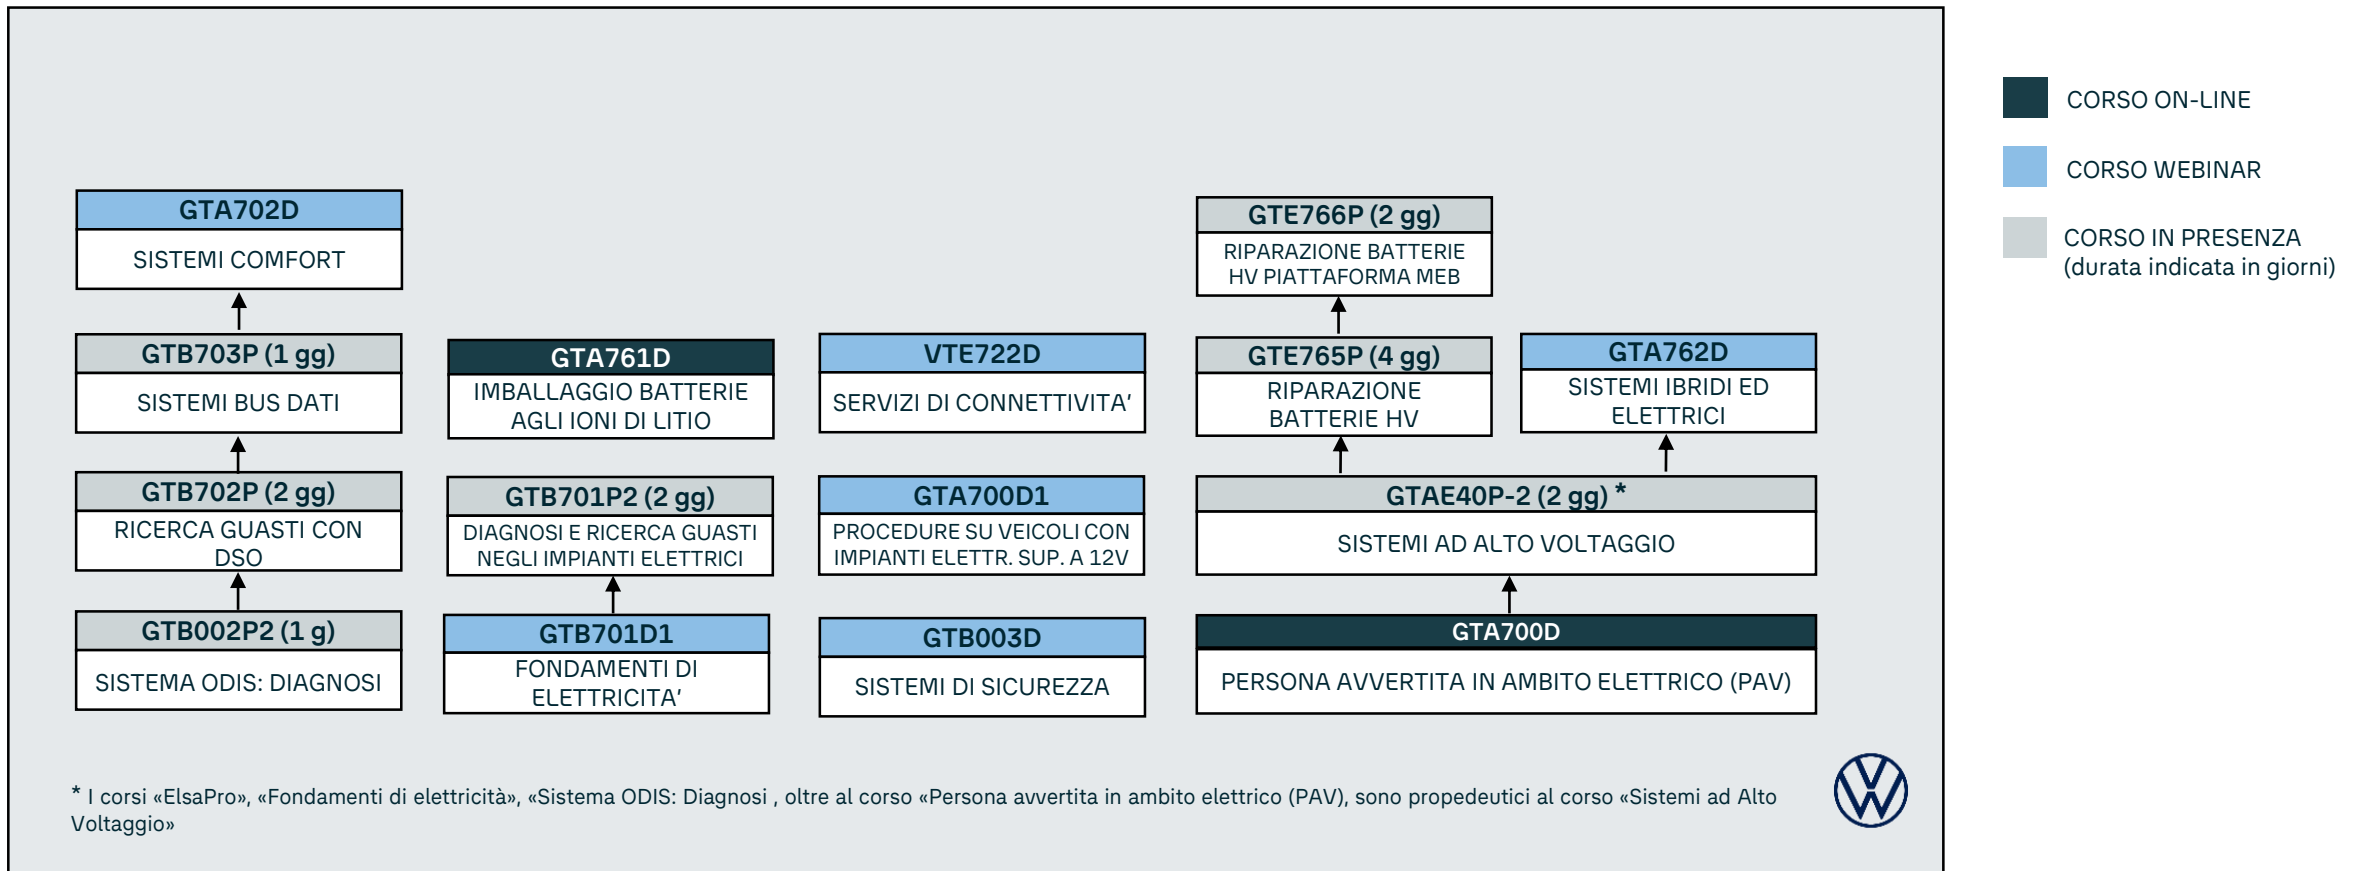 GTA702D
SISTEMI COMFORT
GTB703P (1 gg)
SISTEMI BUS DATI
GTB702P (2 gg)
RICERCA GUASTI CON
DSO
GTB002P2 (1 g)
SISTEMA ODIS: DIAGNOSI
GTA761D
IMBALLAGGIO BATTERIE
AGLI IONI DI LITIO
GTB701P2 (2 gg)
DIAGNOSI E RICERCA GUASTI
NEGLI IMPIANTI ELETTRICI
GTB701D1
FONDAMENTI DI
ELETTRICITA’
VTE722D
SERVIZI DI CONNETTIVITA’
GTA700D1
PROCEDURE SU VEICOLI CON
IMPIANTI ELETTR. SUP. A 12V
GTB003D
SISTEMI DI SICUREZZA
GTE766P (2 gg)
RIPARAZIONE BATTERIE
HV PIATTAFORMA MEB
GTE765P (4 gg)
RIPARAZIONE
BATTERIE HV
GTA762D
SISTEMI IBRIDI ED
ELETTRICI
GTAE40P-2 (2 gg) *
SISTEMI AD ALTO VOLTAGGIO
GTA700D
PERSONA AVVERTITA IN AMBITO ELETTRICO (PAV)
* I corsi «ElsaPro», «Fondamenti di elettricità», «Sistema ODIS: Diagnosi , oltre al corso «Persona avvertita in ambito elettrico (PAV), sono propedeutici al corso «Sistemi ad Alto
Voltaggio»
CORSO ON-LINE
CORSO WEBINAR
CORSO IN PRESENZA
(durata indicata in giorni)